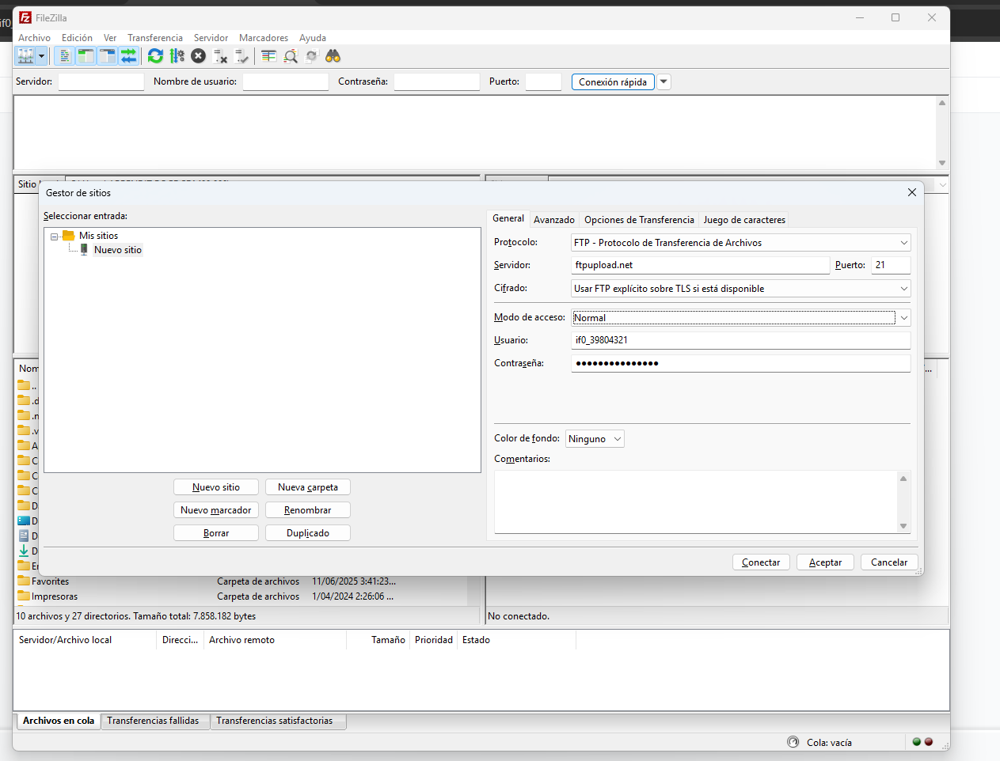 if0_
FileZilla
Archivo Edición Ver Transferencia Servidor Marcadores Ayuda
Servidor: Nombre de usuario: Contraseña: Puerto: Conexión rápida
Sitio
Gestor de sitios
Seleccionar entrada:
Mis sitios
Nuevo sitio
General Avanzado Opciones de Transferencia Juego de caracteres
Protocolo: FTP - Protocolo de Transferencia de Archivos
Servidor: ftpupload.net Puerto: 21
Cifrado: Usar FTP explícito sobre TLS si está disponible
Modo de acceso: Normal
Usuario: if0_39804321
Contraseña: ●●●●●●●●●●●●●●●
Color de fondo: Ninguno
Comentarios:
Nuevo sitio Nueva carpeta
Nuevo marcador Renombrar
Borrar Duplicado
Conectar Aceptar Cancelar
Nom
..
.d
.n
.v
A
C
C
C
D
D
D
D
En
Favorites Carpeta de archivos 11/06/2025 3:41:23...
Impresoras Carpeta de archivos 1/04/2024 2:26:06 ...
10 archivos y 27 directorios. Tamaño total: 7.858.182 bytes
No conectado.
Servidor/Archivo local Direcci... Archivo remoto Tamaño Prioridad Estado
Archivos en cola Transferencias fallidas Transferencias satisfactorias
Cola: vacía